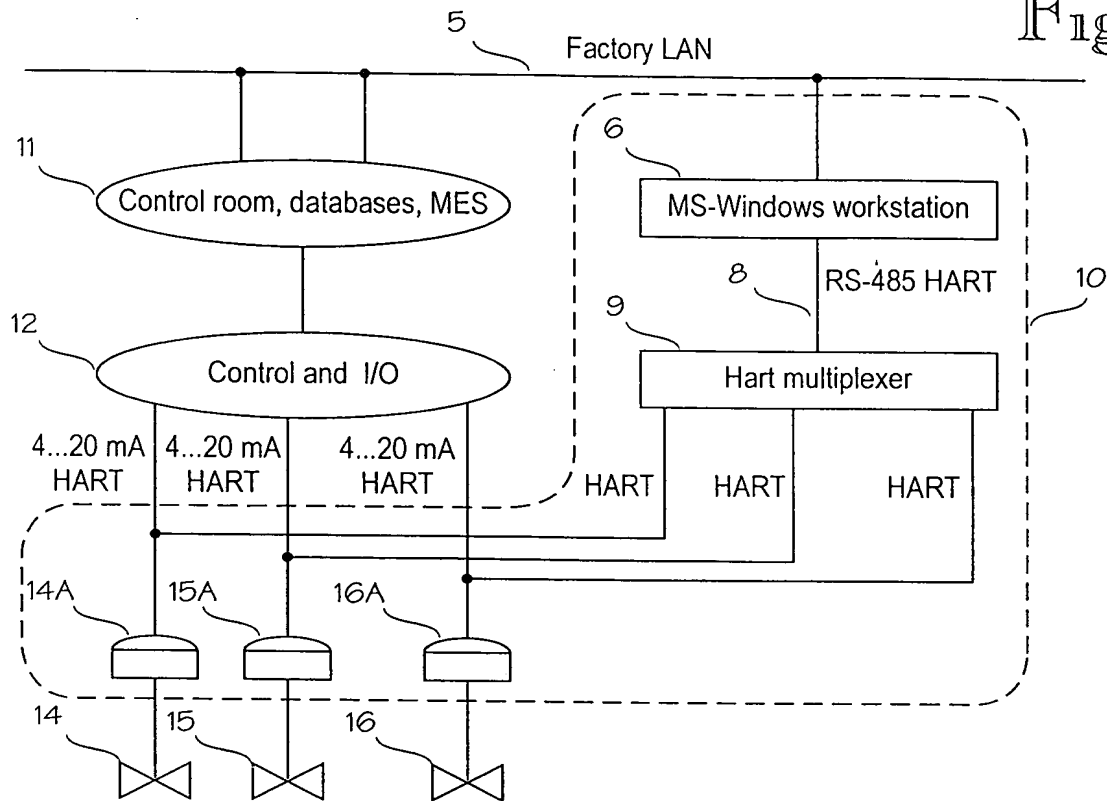 Fig
5
Factory LAN
11
6
Control room, databases, MES
MS-Windows workstation
8
RS-485 HART
10
12
9
Control and I/O
Hart multiplexer
4...20 mA
HART
4...20 mA
HART
4...20 mA
HART
HART
HART
HART
14A
15A
16A
14
15
16